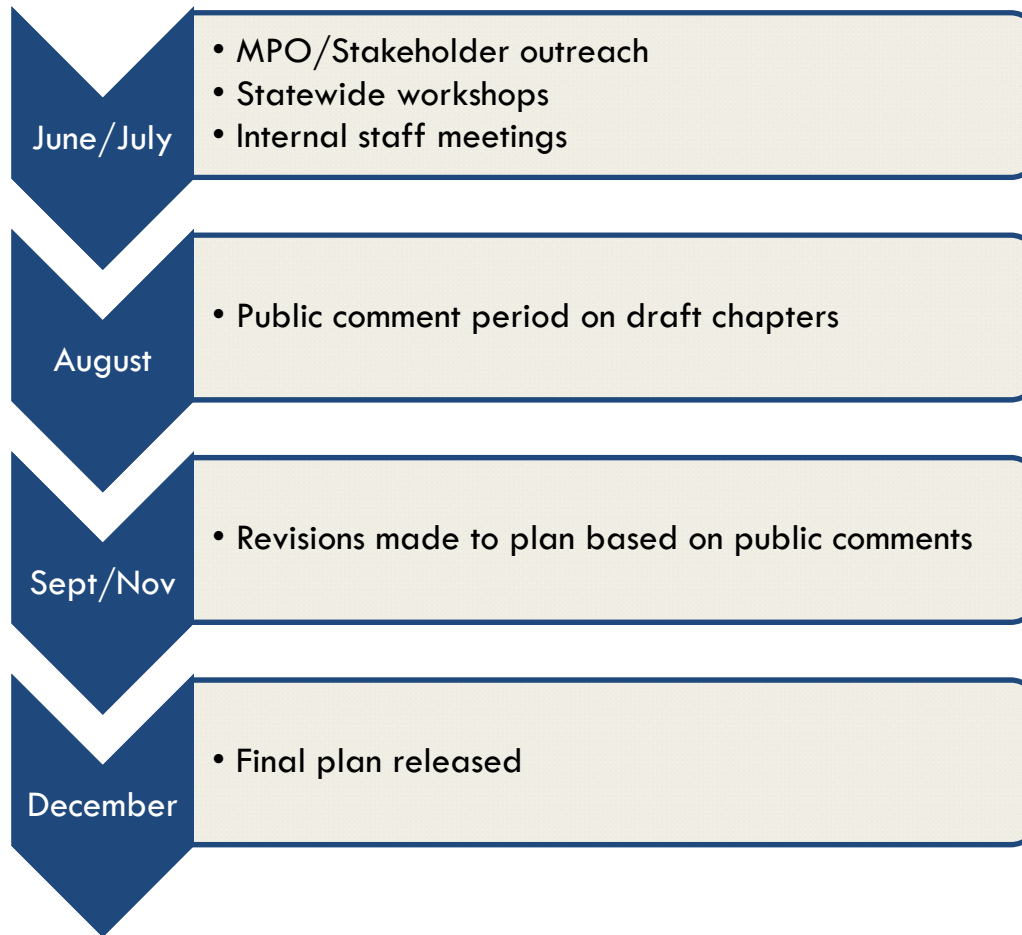 June/July
• MPO/Stakeholder outreach
• Statewide workshops
• Internal staff meetings
August
• Public comment period on draft chapters
Sept/Nov
• Revisions made to plan based on public comments
December
• Final plan released